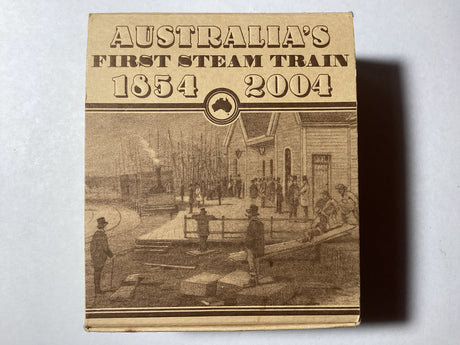 AUSTRALIA'S
FIRST STEAM TRAIN
1854 2004